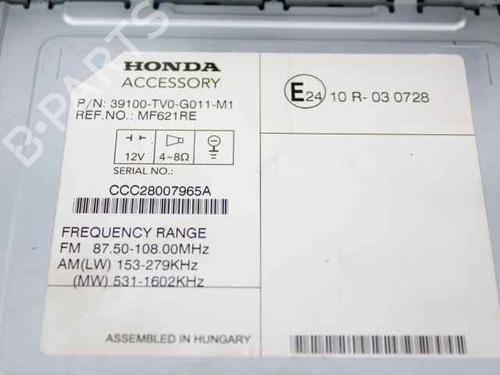 HONDA
ACCESSORY
P/N: 39100-TV0-G011-M1
REF.NO.: MF621RE
12V 4~8Ω
SERIAL NO.:
CCC28007965A
FREQUENCY RANGE
FM 87.50-108.00MHz
AM(LW) 153-279KHz
(MW) 531-1602KHz
ASSEMBLED IN HUNGARY
E24 10 R- 03 0728
B-PARTS